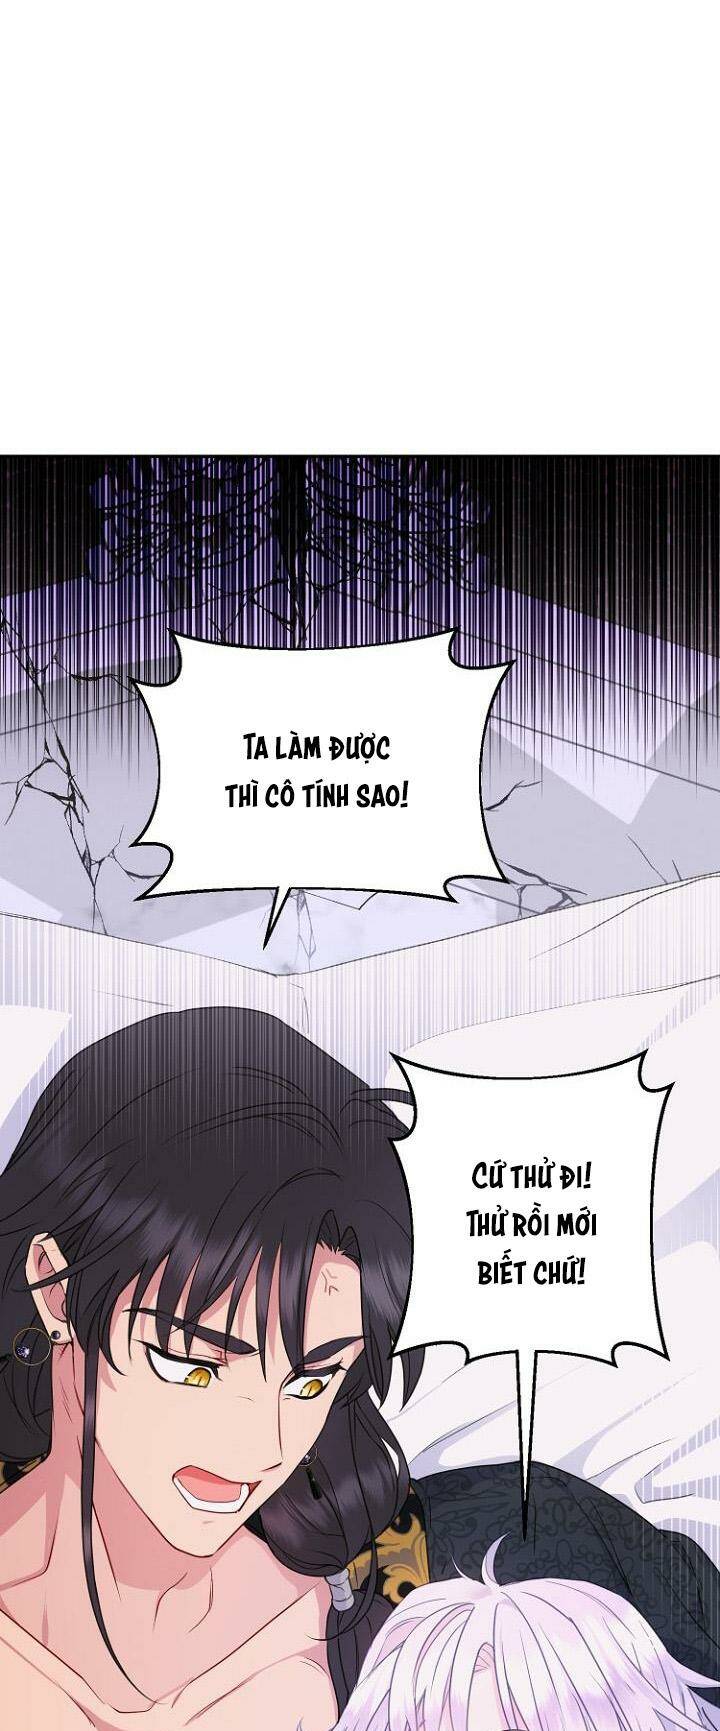 TA LÀM ĐƯỢC
THÌ CÔ TÍNH SAO!
CỨ THỬ ĐI!
THỬ RỒI MỚI
BIẾT CHỨ!